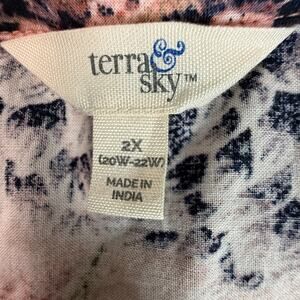 terra &
sky™
2X
(20W-22W)
MADE IN
INDIA